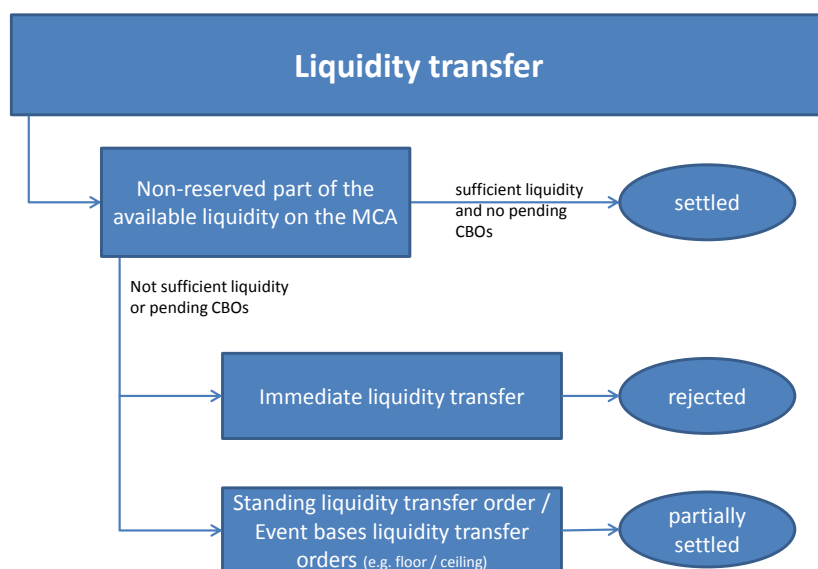 Liquidity transfer
Non-reserved part of the
available liquidity on the MCA
sufficient liquidity
and no pending
CBOs
settled
Not sufficient liquidity
or pending CBOs
Immediate liquidity transfer
rejected
Standing liquidity transfer order /
Event bases liquidity transfer
orders (e.g. floor / ceiling)
partially
settled